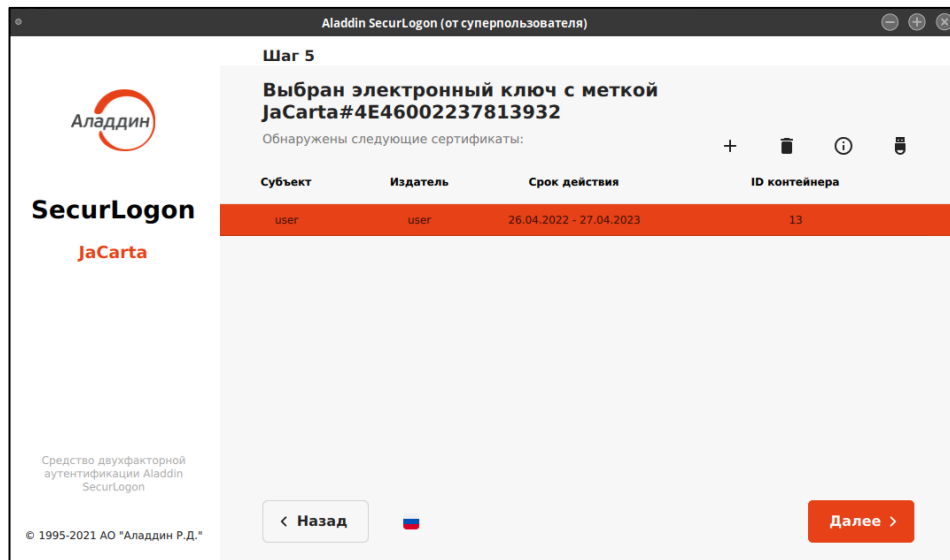 Aladdin SecurLogon (от суперпользователя)
Шаг 5
Выбран электронный ключ с меткой
JaCarta#4E46002237813932
Обнаружены следующие сертификаты:
Аладдин
SecurLogon
JaCarta
Субъект Издатель Срок действия ID контейнера
user user 26.04.2022 - 27.04.2023 13
Средство двухфакторной
аутентификации Aladdin
SecurLogon
© 1995-2021 АО "Аладдин Р.Д."
Назад
Далее